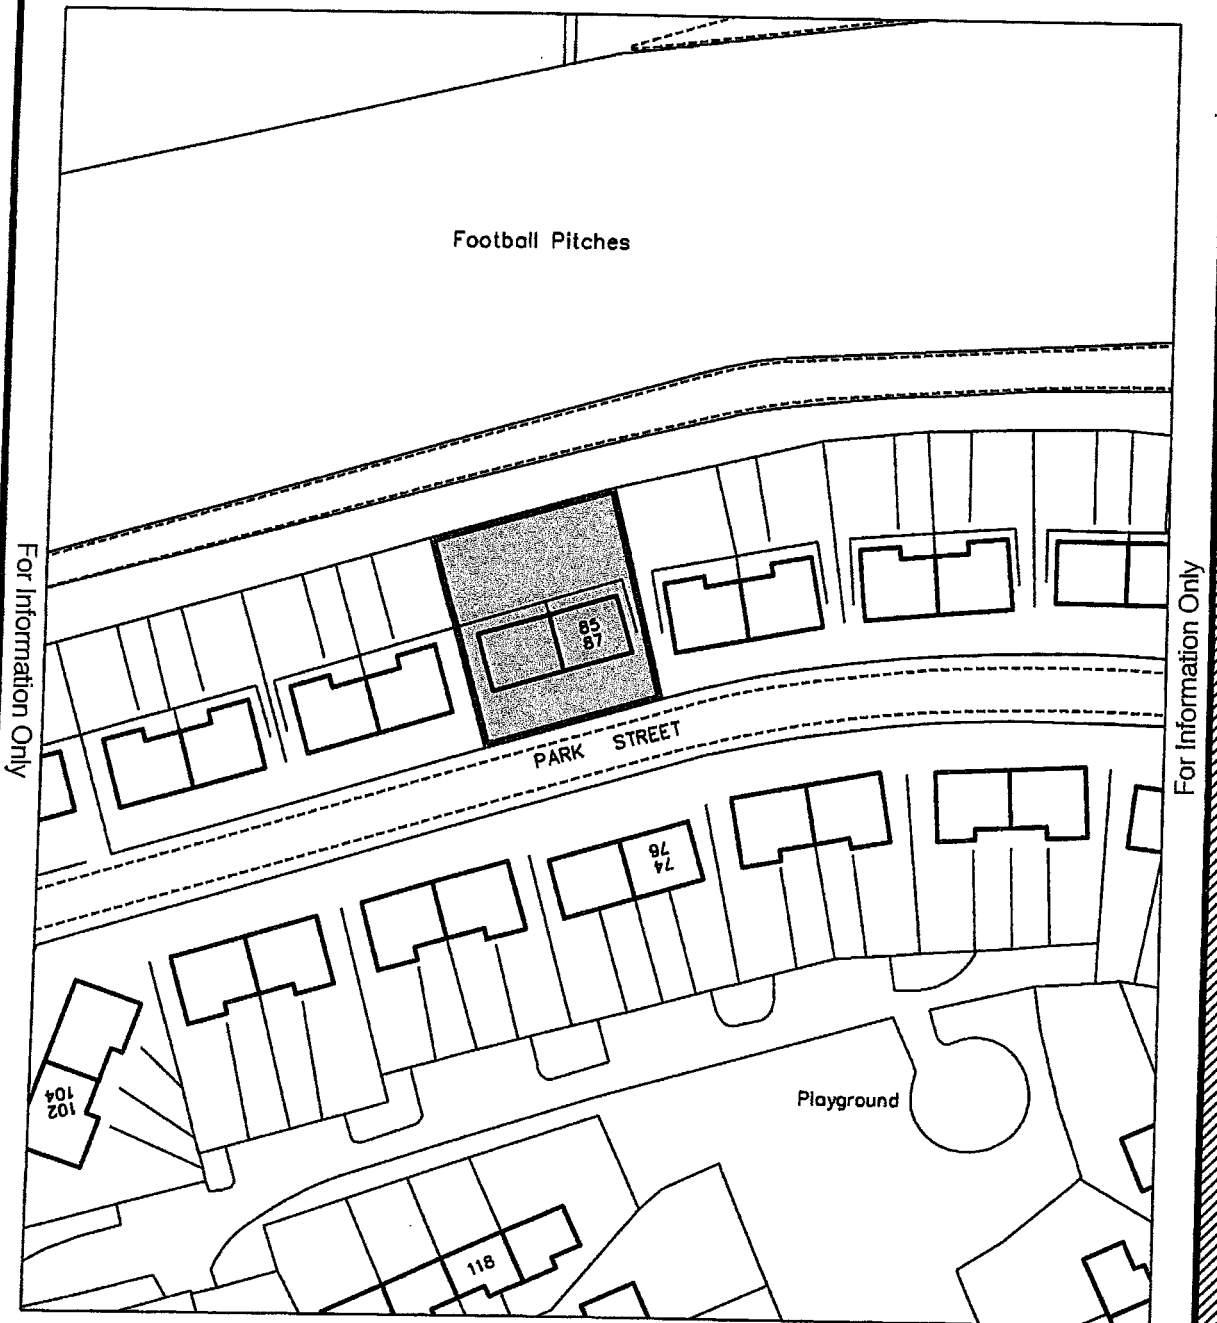 Football Pitches
For Information Only
For Information Only
85
87
PARK STREET
74
76
102
104
Playground
118